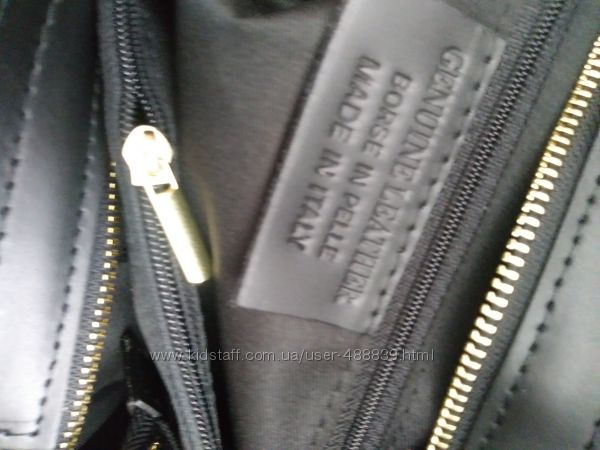 GENUINE LEATHER
BORSE IN PELLE
MADE IN ITALY
www.kidstaff.com.ua/user-488839.html